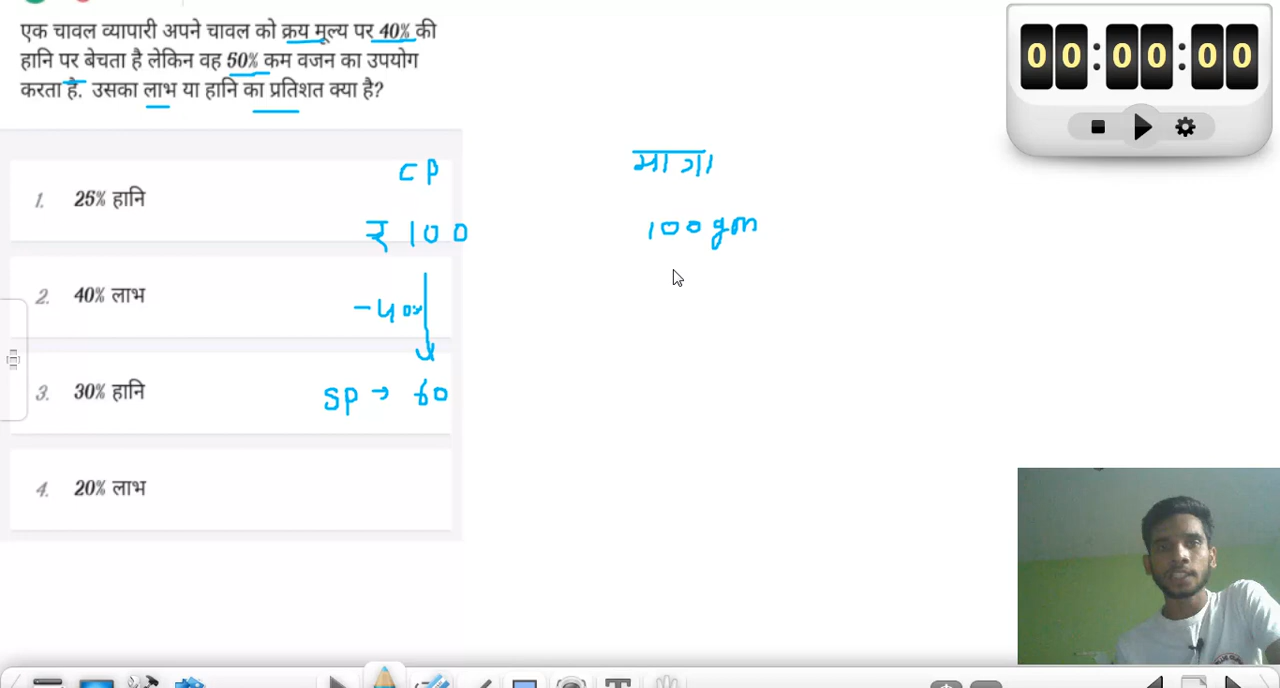 एक चावल व्यापारी अपने चावल को क्रय मूल्य पर 40% की
हानि पर बेचता है लेकिन वह 50% कम वजन का उपयोग
करता है. उसका लाभ या हानि का प्रतिशत क्या है?
1. 25% हानि
2. 40% लाभ
3. 30% हानि
4. 20% लाभ
CP
₹ 100
-40%
SP → 60
मात्रा
100 gm
00:00:00